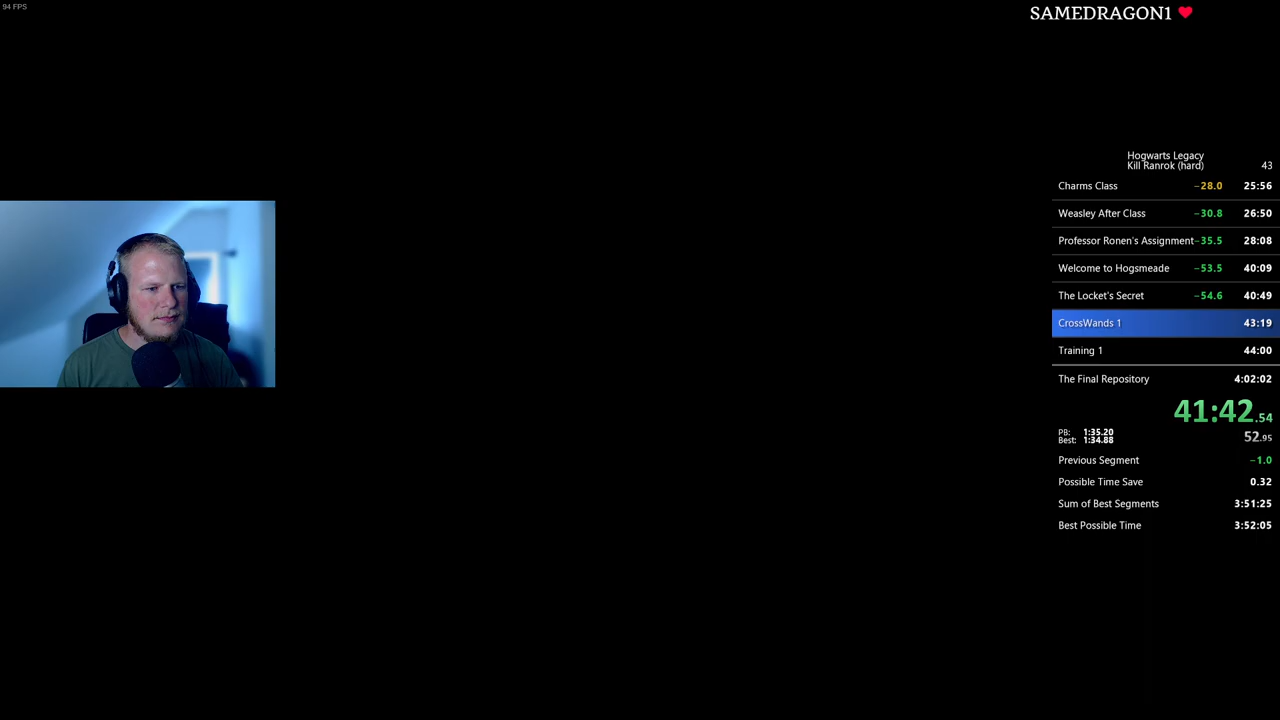 94 FPS
SAMEDRAGON1 ❤
Hogwarts Legacy
Kill Ranrok (hard) 43
Charms Class -28.0 25:56
Weasley After Class -30.8 26:50
Professor Ronen's Assignment -35.5 28:08
Welcome to Hogsmeade -53.5 40:09
The Locket's Secret -54.6 40:49
CrossWands 1 43:19
Training 1 44:00
The Final Repository 4:02:02
41:42.54
PB: 1:35.20
Best: 1:34.88
52.95
Previous Segment -1.0
Possible Time Save 0.32
Sum of Best Segments 3:51:25
Best Possible Time 3:52:05